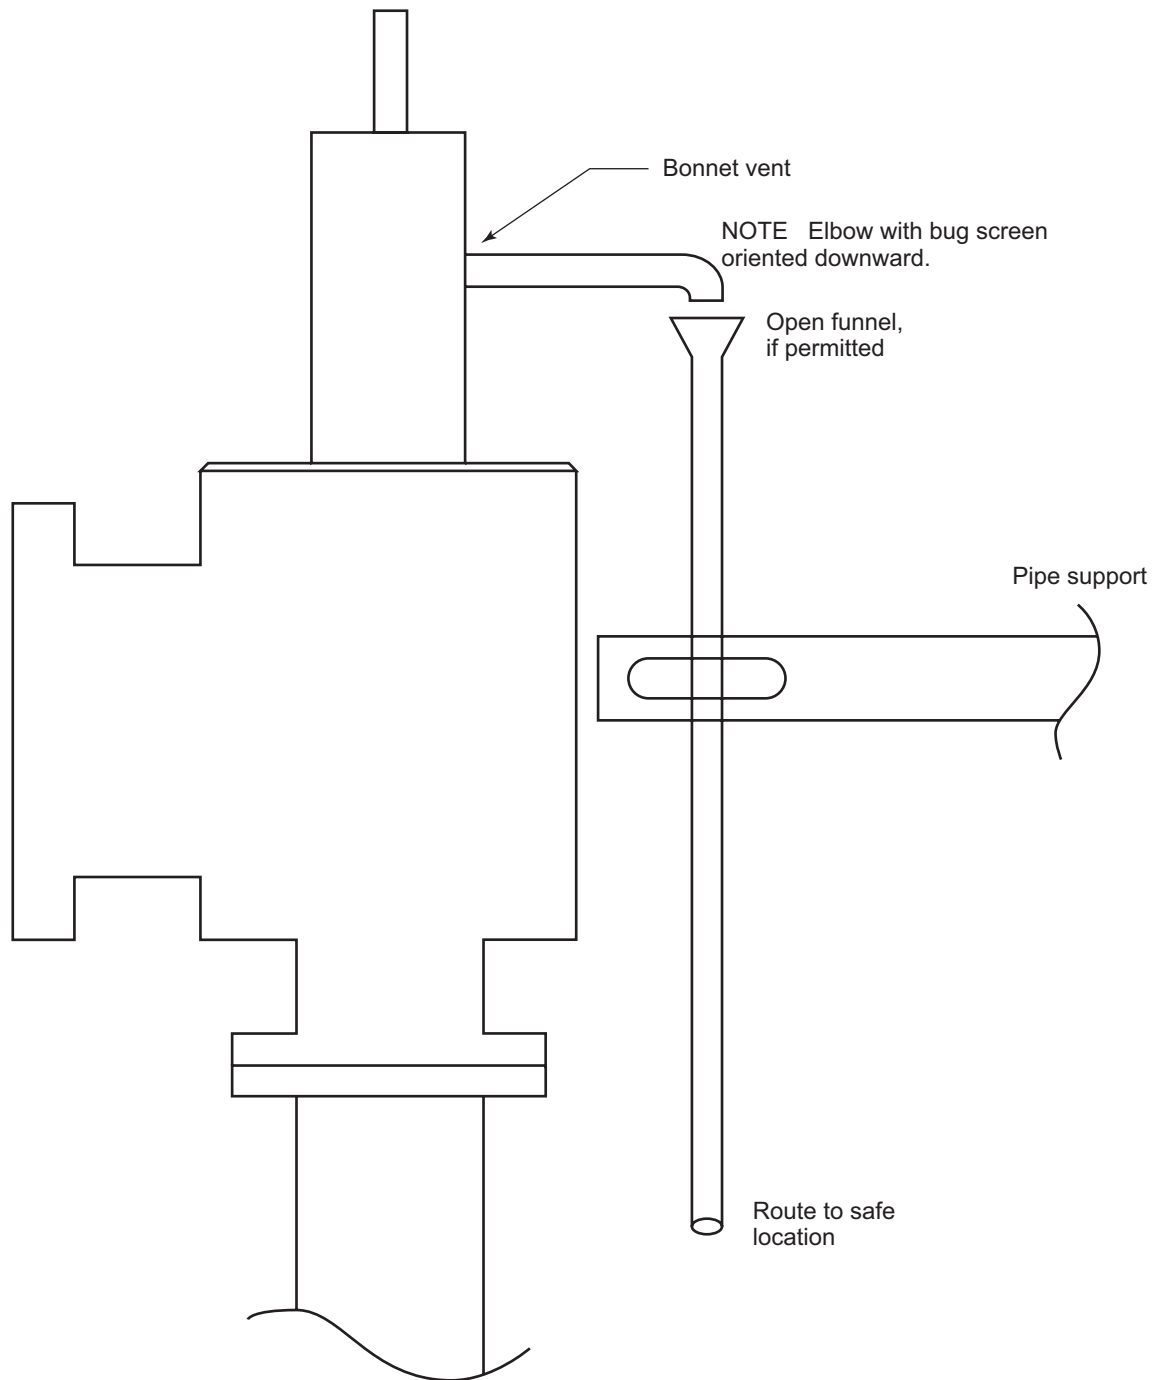 Bonnet vent
NOTE Elbow with bug screen
oriented downward.
Open funnel,
if permitted
Pipe support
Route to safe
location